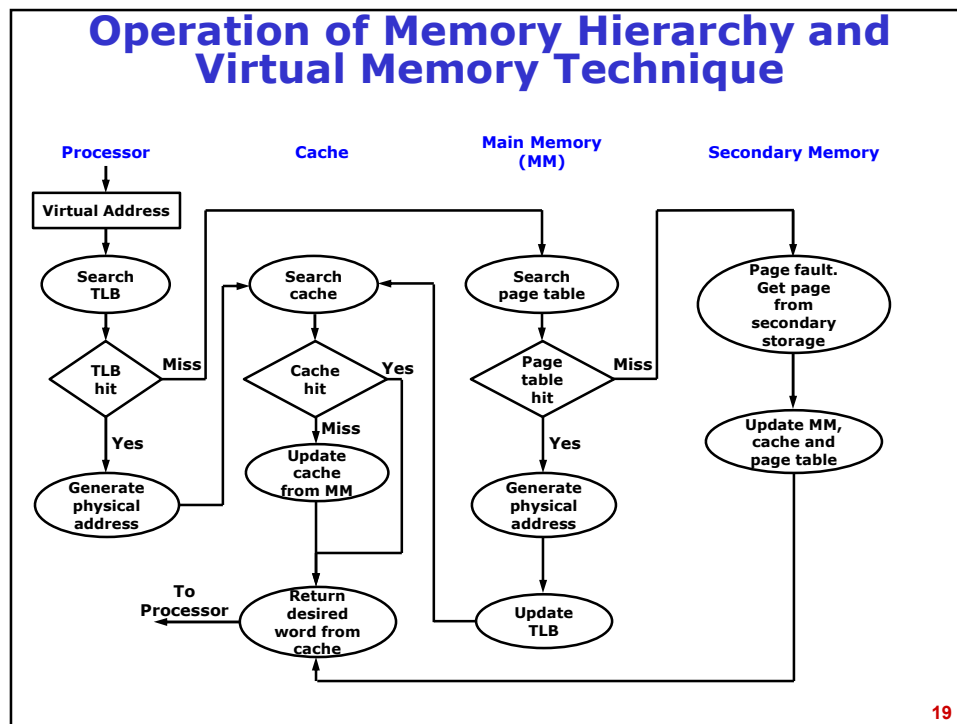 Operation of Memory Hierarchy and
Virtual Memory Technique
Processor
Cache
Main Memory
(MM)
Secondary Memory
Virtual Address
Search
TLB
Search
cache
Search
page table
Page fault.
Get page
from
secondary
storage
TLB
hit
Miss
Cache
hit
Yes
Page
table
hit
Miss
Yes
Miss
Yes
Update MM,
cache and
page table
Generate
physical
address
Update
cache
from MM
Generate
physical
address
To
Processor
Return
desired
word from
cache
Update
TLB
19